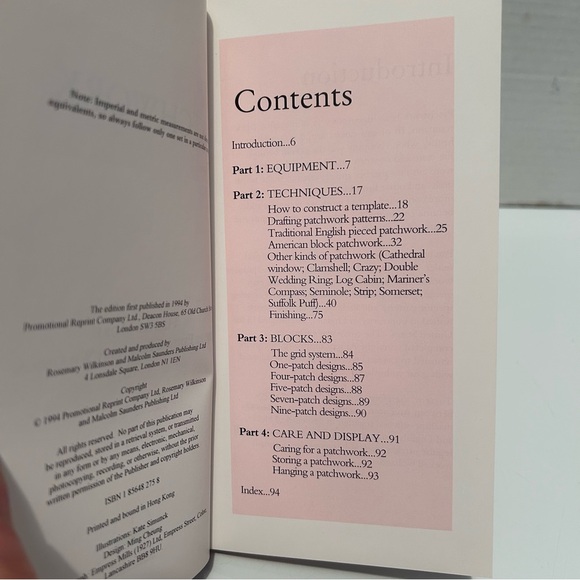 Note: Imperial and metric measurements are not
equivalents, so always follow only one set in a particular
The edition first published in 1994 by
Promotional Reprint Company Ltd., Deacon House, 65 Old Church
London SW3 5BS
Created and produced by
Rosemary Wilkinson and Malcolm Saunders Publishing Ltd
4 Lonsdale Square, London N1 1EN
Copyright
© 1994 Promotional Reprint Company Ltd, Rosemary Wilkinson
and Malcolm Saunders Publishing Ltd
All rights reserved. No part of this publication may
be reproduced, stored in a retrieval system, or transmitted
in any form or by any means, electronic, mechanical,
photocopying, recording, or otherwise, without the prior
written permission of the Publisher and copyright holders.
ISBN 1 85648 275 8
Printed and bound in Hong Kong
Illustrations: Kate Simunek
Design: Ming Cheung
Empress Mills (1927) Ltd, Empress Street, Colne,
Lancashire BB8 9HU
Introduction
Contents
Introduction...6
Part 1: EQUIPMENT...7
Part 2: TECHNIQUES...17
How to construct a template...18
Drafting patchwork patterns...22
Traditional English pieced patchwork...25
American block patchwork...32
Other kinds of patchwork (Cathedral
window; Clamshell; Crazy; Double
Wedding Ring; Log Cabin; Mariner's
Compass; Seminole; Strip; Somerset;
Suffolk Puff)...40
Finishing...75
Part 3: BLOCKS...83
The grid system...84
One-patch designs...85
Four-patch designs...87
Five-patch designs...88
Seven-patch designs...89
Nine-patch designs...90
Part 4: CARE AND DISPLAY...91
Caring for a patchwork...92
Storing a patchwork...92
Hanging a patchwork...93
Index...94